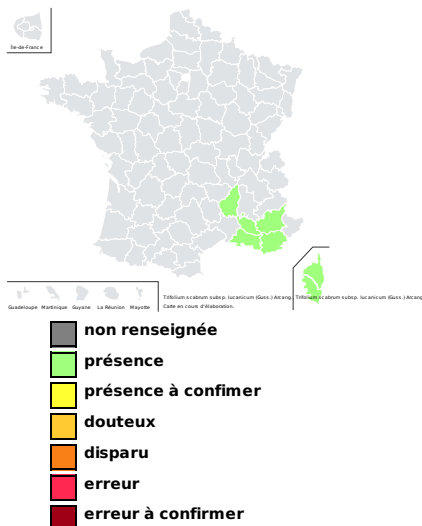 Île-de-France
Guadeloupe Martinique Guyane La Réunion Mayotte
Trifolium scabrum subsp. lucanicum (Guss.) Arcang. Trifolium scabrum subsp. lucanicum (Guss.) Arcang
Carte en cours d'élaboration.
non renseignée
présence
présence à confimer
douteux
disparu
erreur
erreur à confirmer